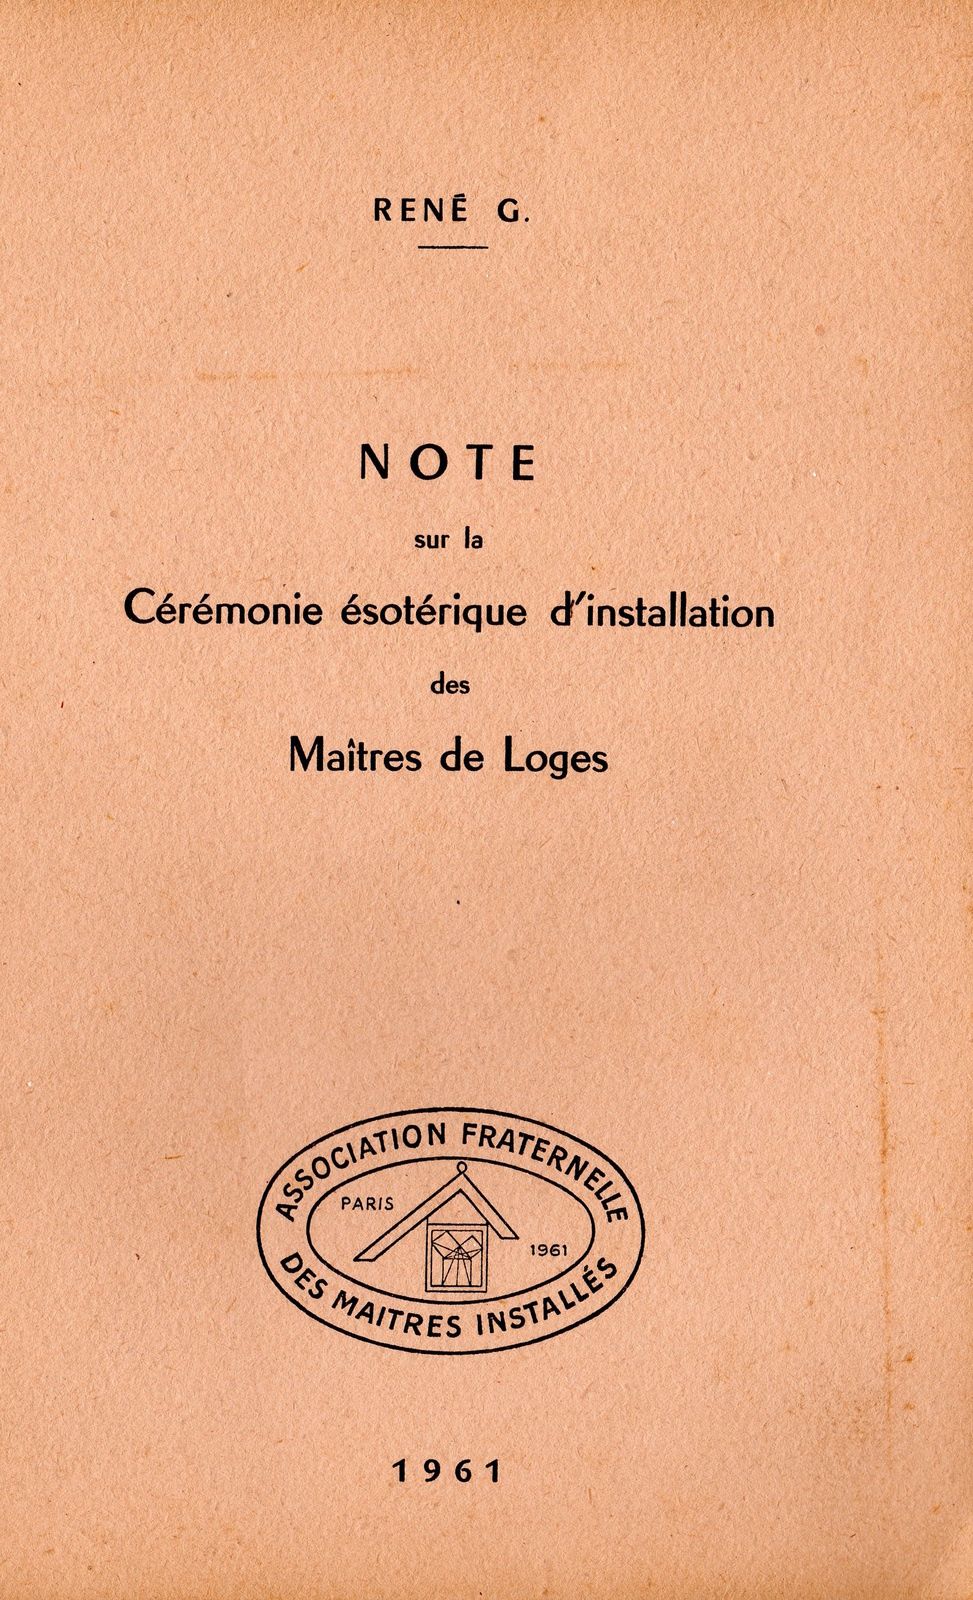 RENÉ G.
NOTE
sur la
Cérémonie ésotérique d'installation
des
Maîtres de Loges
ASSOCIATION FRATERNELLE
PARIS
1961
DES MAITRES INSTALLÉS
1961